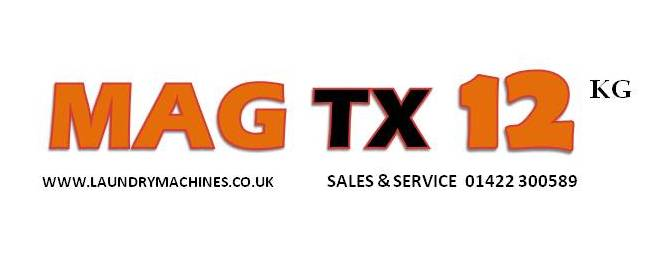 MAG TX 12 KG
WWW.LAUNDRYMACHINES.CO.UK SALES & SERVICE 01422 300589